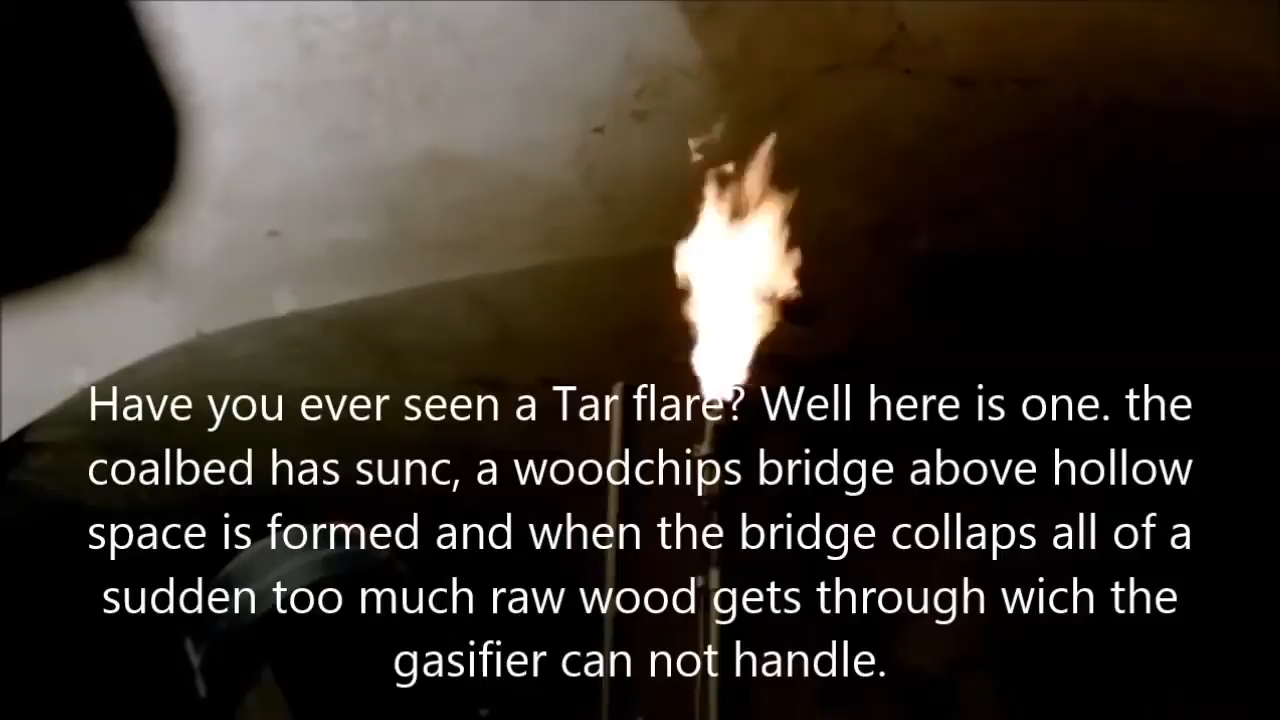 Have you ever seen a Tar flare? Well here is one. the
coalbed has sunc, a woodchips bridge above hollow
space is formed and when the bridge collaps all of a
sudden too much raw wood gets through wich the
gasifier can not handle.